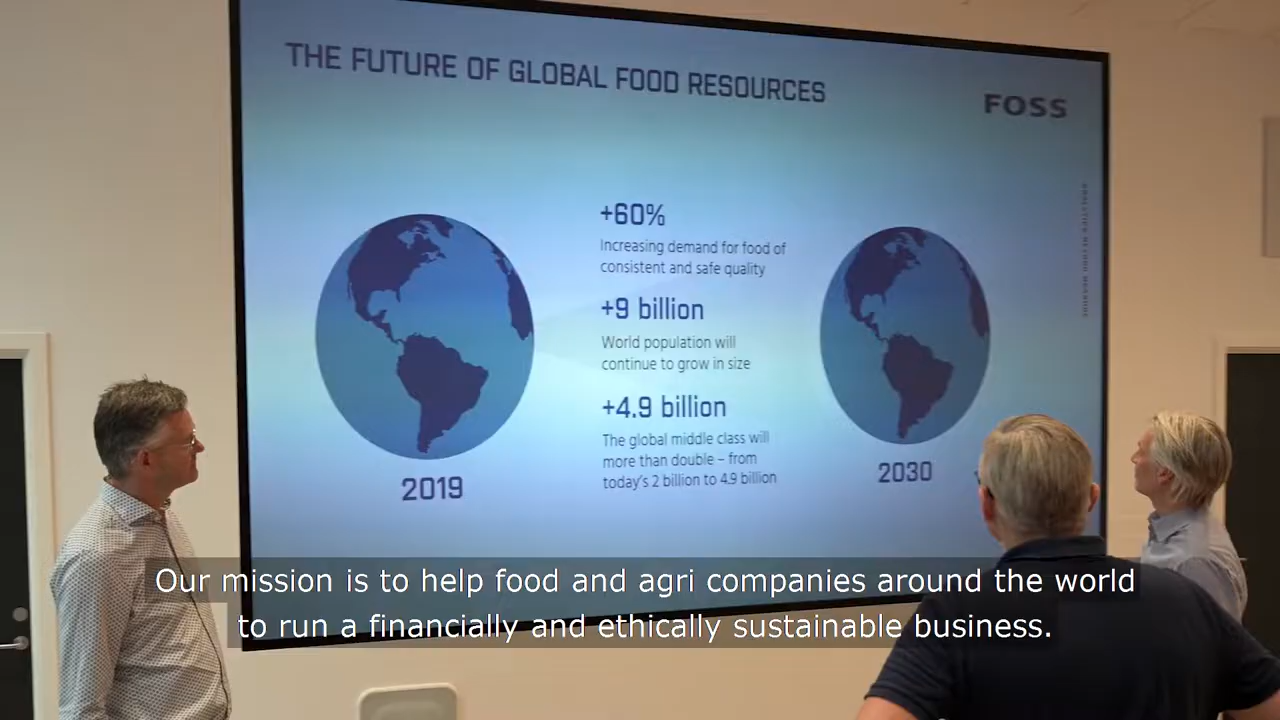 THE FUTURE OF GLOBAL FOOD RESOURCES
FOSS
+60%
Increasing demand for food of
consistent and safe quality
+9 billion
World population will
continue to grow in size
+4.9 billion
The global middle class will
more than double – from
today's 2 billion to 4.9 billion
2019
2030
Our mission is to help food and agri companies around the world
to run a financially and ethically sustainable business.